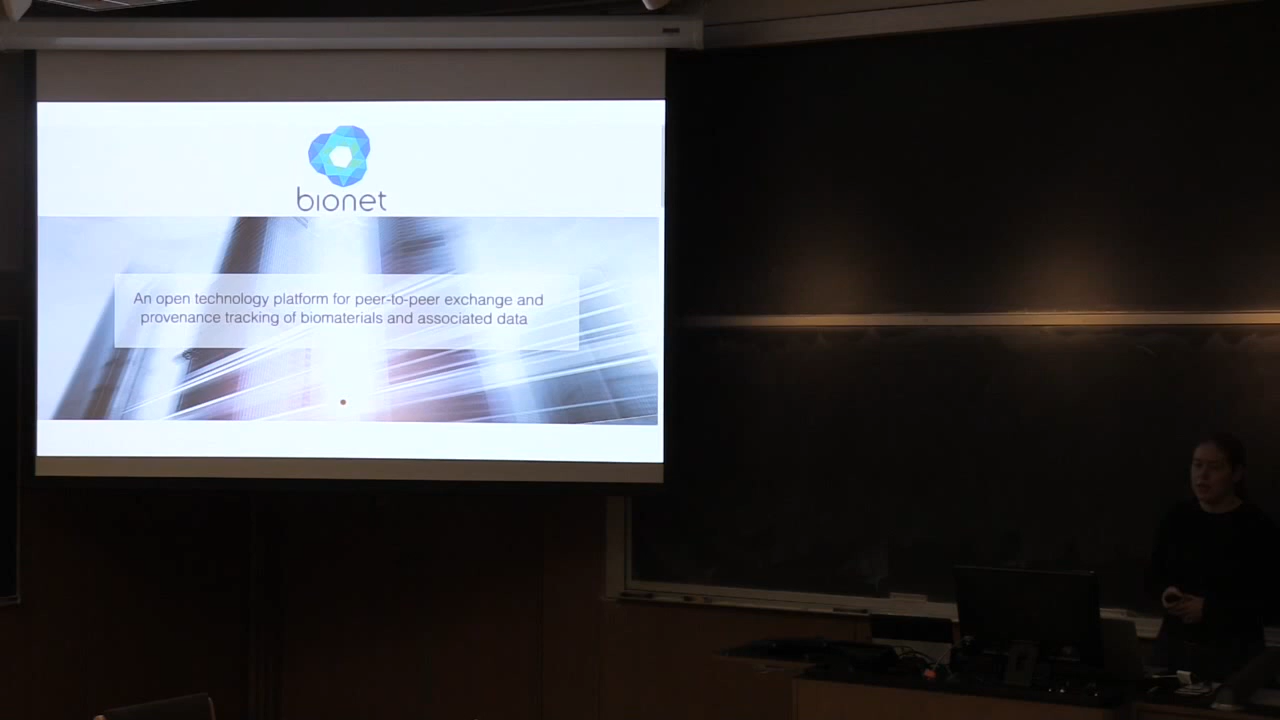 bionet
An open technology platform for peer-to-peer exchange and
provenance tracking of biomaterials and associated data